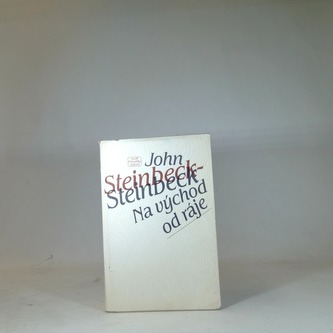 John
Steinbeck-
Steinbeck
Na východ
od ráje